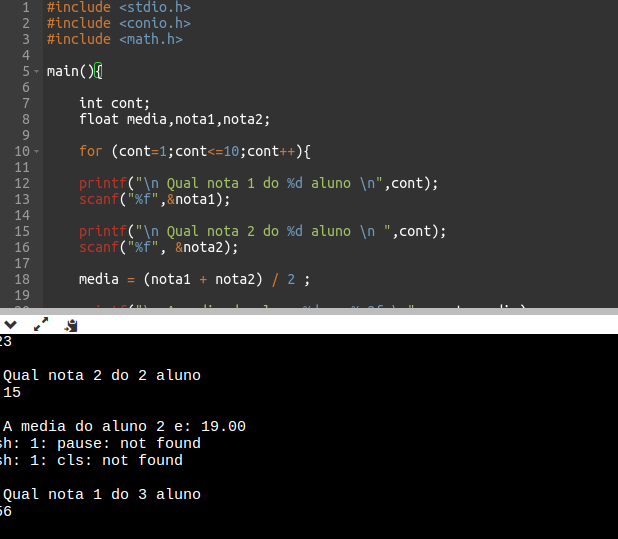 1 #include <stdio.h>
2 #include <conio.h>
3 #include <math.h>
4
5 main(){
6
7 int cont;
8 float media,nota1,nota2;
9
10 for (cont=1;cont<=10;cont++){
11
12 printf("\n Qual nota 1 do %d aluno \n",cont);
13 scanf("%f",&nota1);
14
15 printf("\n Qual nota 2 do %d aluno \n ",cont);
16 scanf("%f", &nota2);
17
18 media = (nota1 + nota2) / 2 ;
19
23
Qual nota 2 do 2 aluno
15
A media do aluno 2 e: 19.00
sh: 1: pause: not found
sh: 1: cls: not found
Qual nota 1 do 3 aluno
56